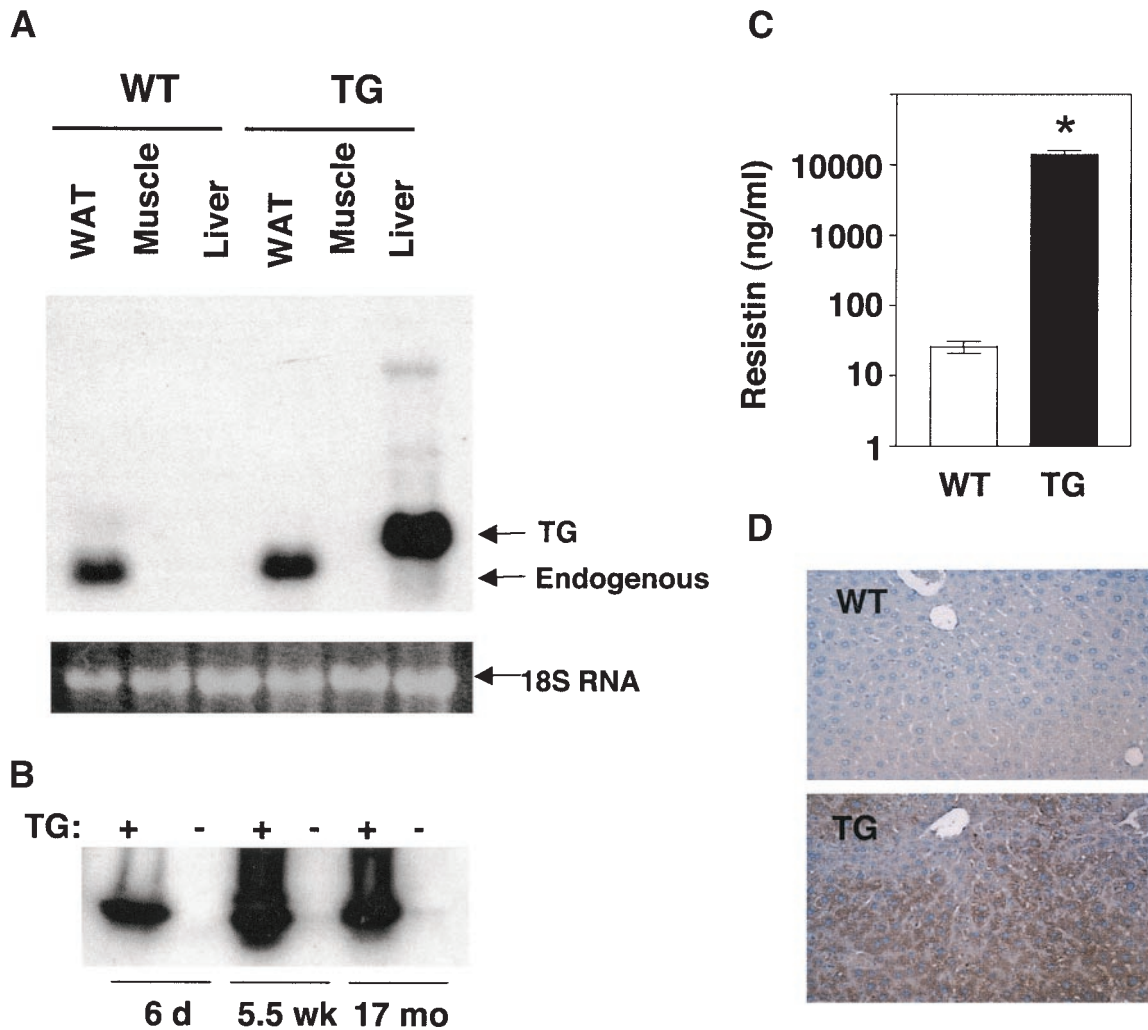 A
WT TG
WAT Muscle Liver WAT Muscle Liver
TG
Endogenous
18S RNA
B
TG: + - + - + -
6 d 5.5 wk 17 mo
C
Resistin (ng/ml)
10000
1000
100
10
1
*
WT TG
D
WT
TG